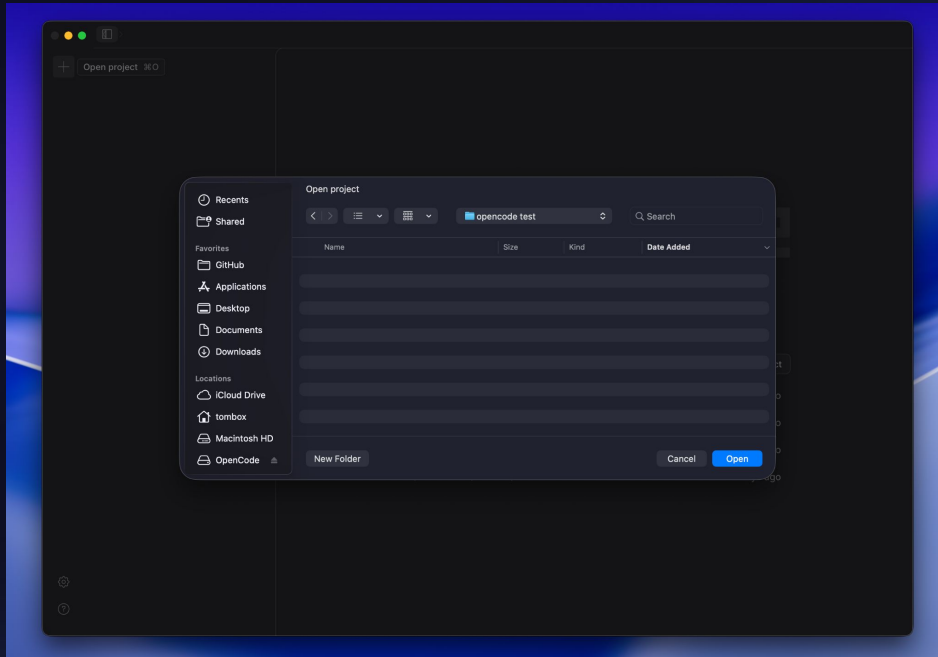 Open project ⌘O
Open project
Recents
Shared
opencode test
Search
Favorites
Name Size Kind Date Added
GitHub
Applications
Desktop
Documents
Downloads
Locations
iCloud Drive
tombox
Macintosh HD
OpenCode
New Folder Cancel Open
ago